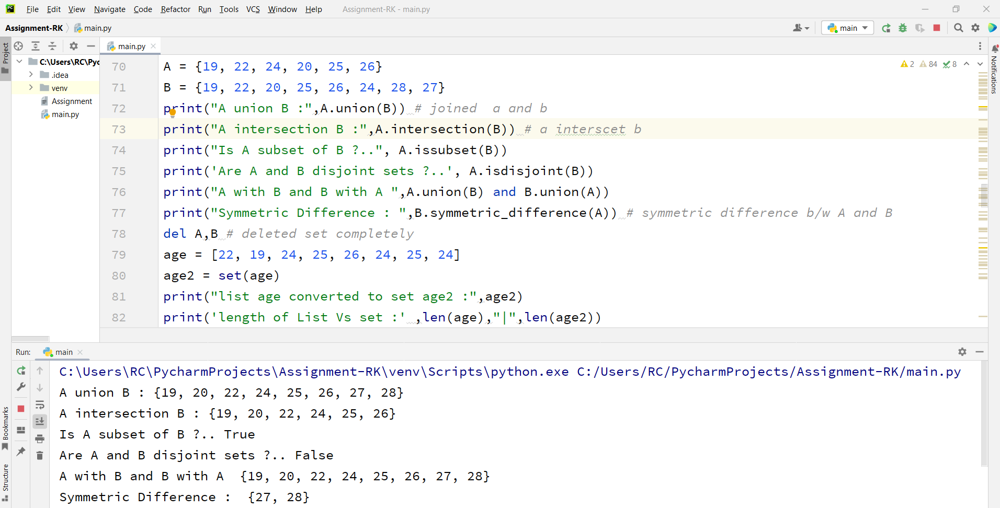 File Edit View Navigate Code Refactor Run Tools VCS Window Help Assignment-RK - main.py
Assignment-RK main.py main
Project
main.py
C:\Users\RC\Pyc
.idea
venv
Assignment
main.py
2 84 8
Notifications
70 A = {19, 22, 24, 20, 25, 26}
71 B = {19, 22, 20, 25, 26, 24, 28, 27}
72 print("A union B :",A.union(B)) # joined  a and b
73 print("A intersection B :",A.intersection(B)) # a interscet b
74 print("Is A subset of B ?..", A.issubset(B))
75 print('Are A and B disjoint sets ?..', A.isdisjoint(B))
76 print("A with B and B with A ",A.union(B) and B.union(A))
77 print("Symmetric Difference : ",B.symmetric_difference(A)) # symmetric difference b/w A and B
78 del A,B # deleted set completely
79 age = [22, 19, 24, 25, 26, 24, 25, 24]
80 age2 = set(age)
81 print("list age converted to set age2 :",age2)
82 print('length of List Vs set :' ,len(age),"|",len(age2))
Run: main
C:\Users\RC\PycharmProjects\Assignment-RK\venv\Scripts\python.exe C:/Users/RC/PycharmProjects/Assignment-RK/main.py
A union B : {19, 20, 22, 24, 25, 26, 27, 28}
A intersection B : {19, 20, 22, 24, 25, 26}
Is A subset of B ?.. True
Are A and B disjoint sets ?.. False
A with B and B with A  {19, 20, 22, 24, 25, 26, 27, 28}
Symmetric Difference :  {27, 28}
Bookmarks
Structure